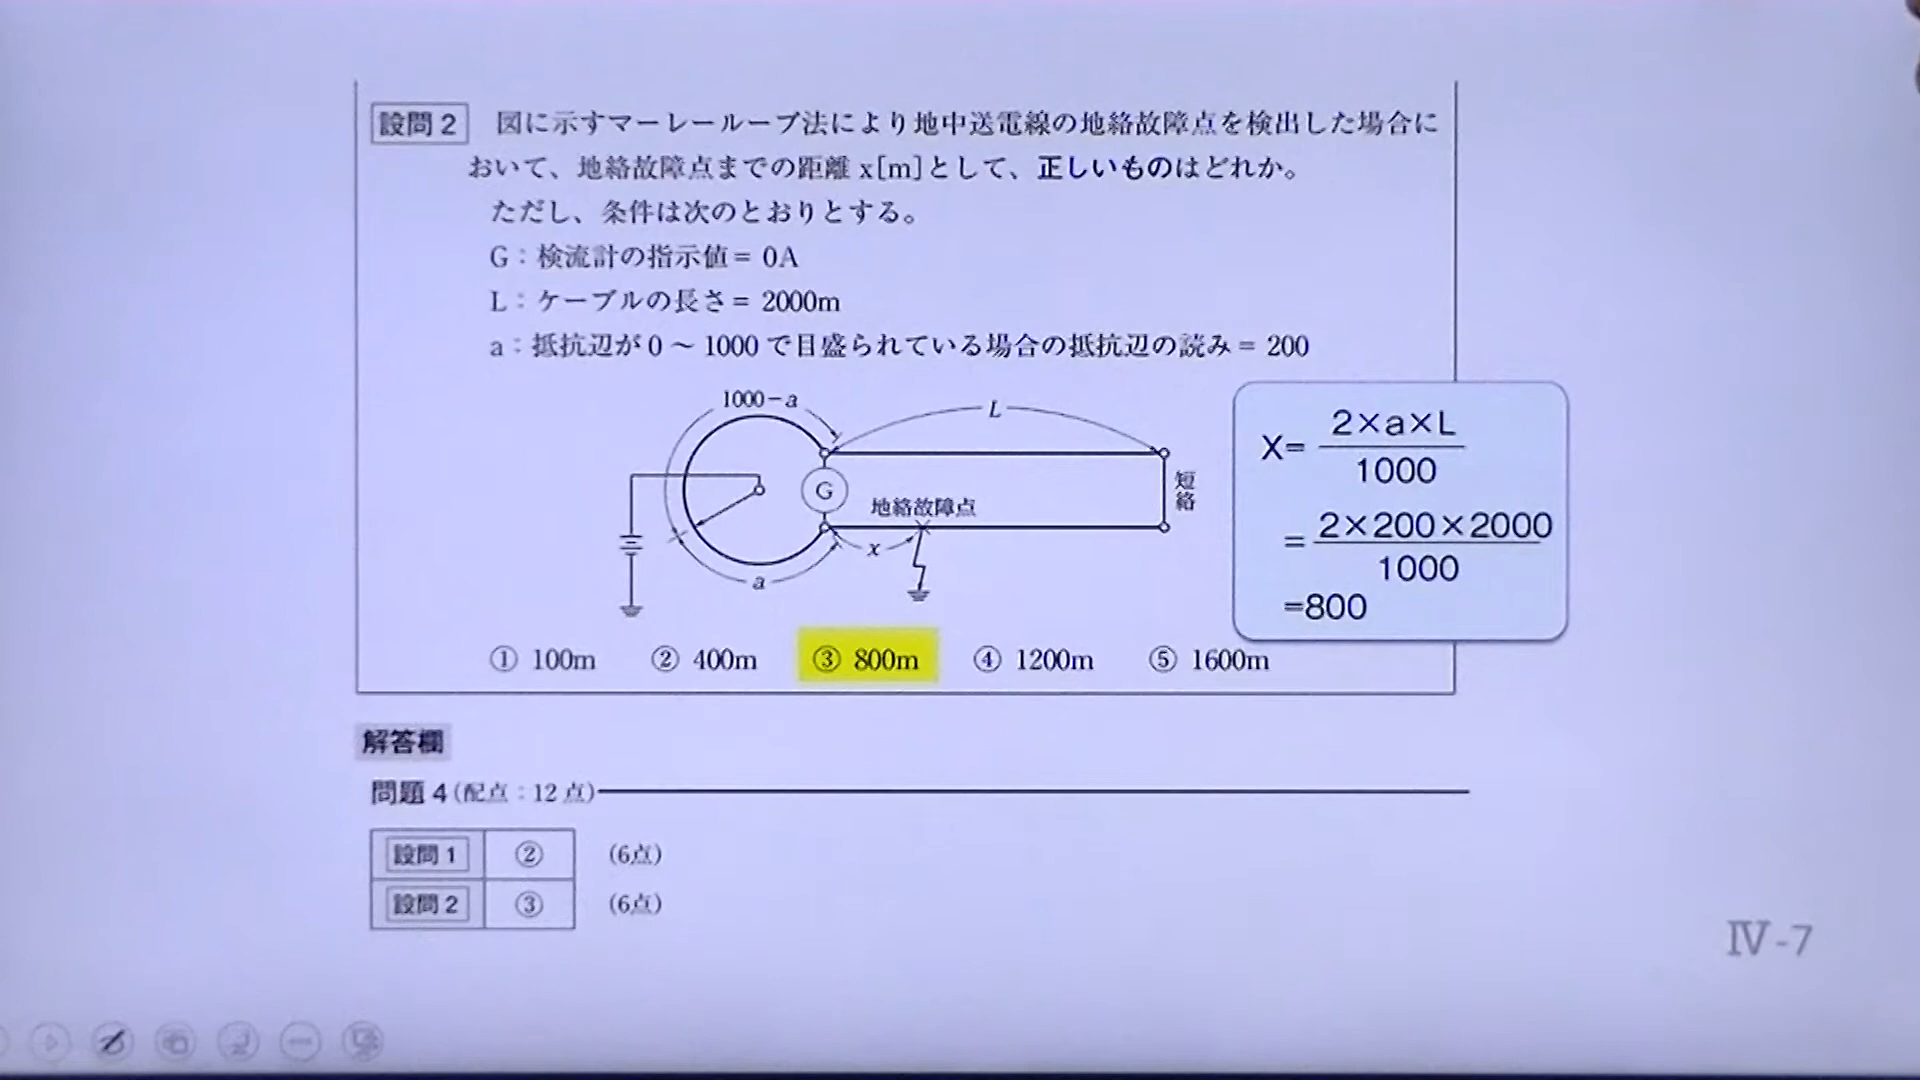 設問2 図に示すマーレーループ法により地中送電線の地絡故障点を検出した場合に
おいて、地絡故障点までの距離 x[m]として、正しいものはどれか。
ただし、条件は次のとおりとする。
G：検流計の指示値＝ 0A
L：ケーブルの長さ＝ 2000m
a：抵抗辺が 0 ～ 1000 で目盛られている場合の抵抗辺の読み＝ 200
1000－a
L
G
地絡故障点
短絡
x
a
X= 2×a×L
1000
= 2×200×2000
1000
=800
① 100m ② 400m ③ 800m ④ 1200m ⑤ 1600m
解答欄
問題 4 (配点：12 点)
設問 1 ② (6点)
設問 2 ③ (6点)
Ⅳ-7